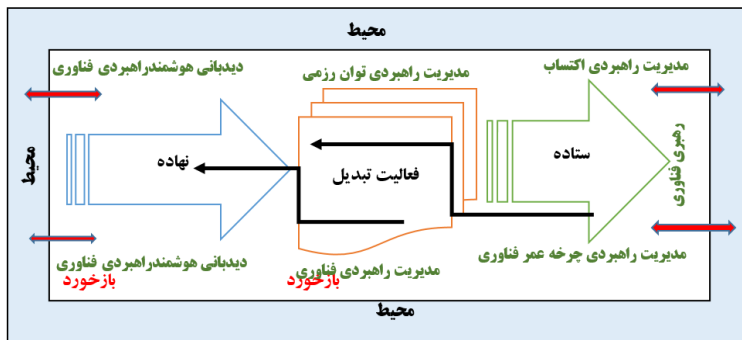 محیط
مدیریت راهبردی اکتساب
مدیریت راهبردی توان رزمی
دیدبانی هوشمندراهبردی فناوری
رهبری فناوری
ستاده
فعالیت تبدیل
نهاده
محیط
مدیریت راهبردی چرخه عمر فناوری
مدیریت راهبردی فناوری
دیدبانی هوشمندراهبردی فناوری
بازخورد
بازخورد
محیط